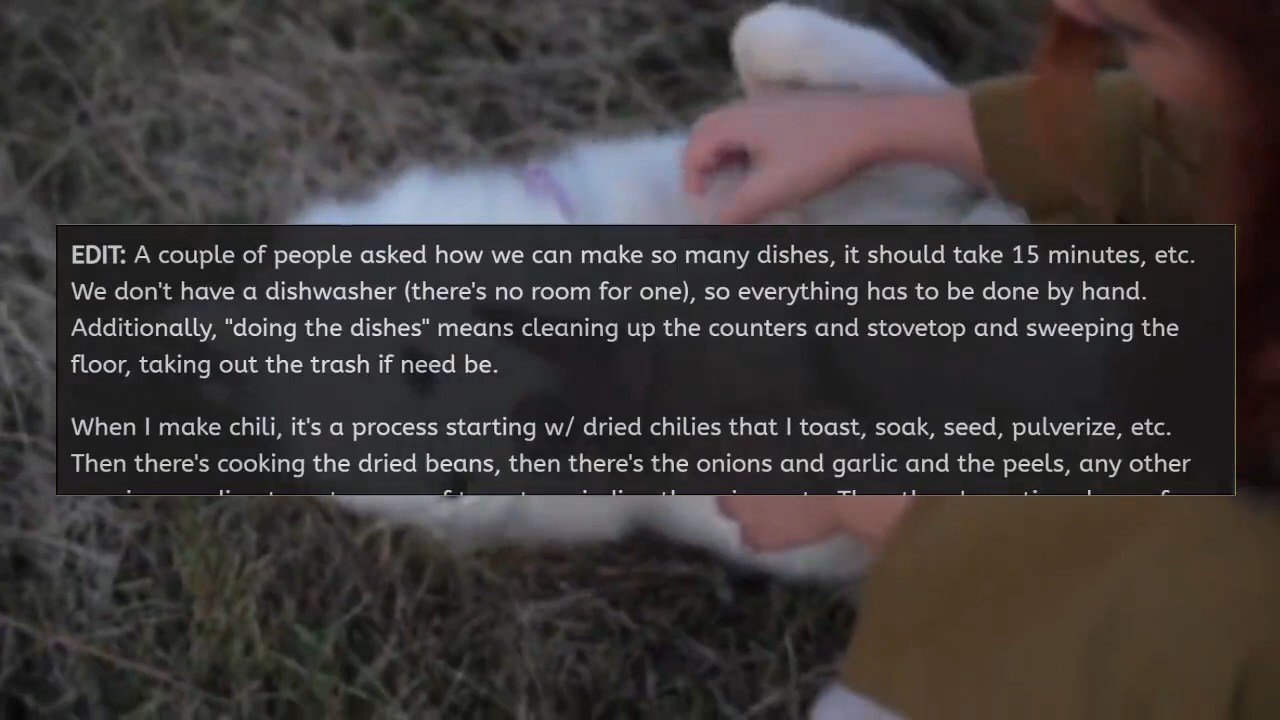 EDIT: A couple of people asked how we can make so many dishes, it should take 15 minutes, etc.
We don't have a dishwasher (there's no room for one), so everything has to be done by hand.
Additionally, "doing the dishes" means cleaning up the counters and stovetop and sweeping the
floor, taking out the trash if need be.
When I make chili, it's a process starting w/ dried chilies that I toast, soak, seed, pulverize, etc.
Then there's cooking the dried beans, then there's the onions and garlic and the peels, any other